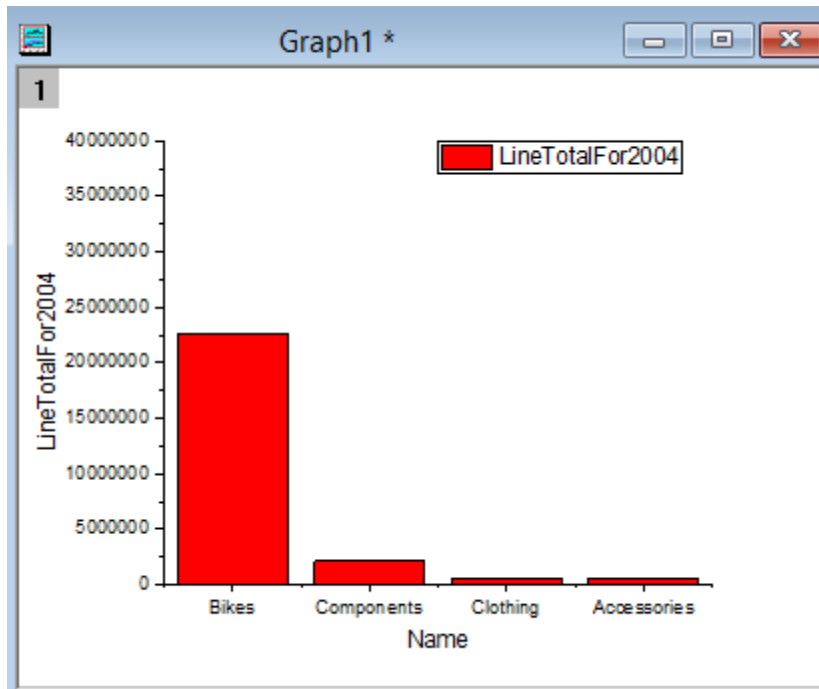 Graph1 *
1
LineTotalFor2004
40000000
35000000
30000000
25000000
20000000
15000000
10000000
5000000
0
LineTotalFor2004
Bikes Components Clothing Accessories
Name